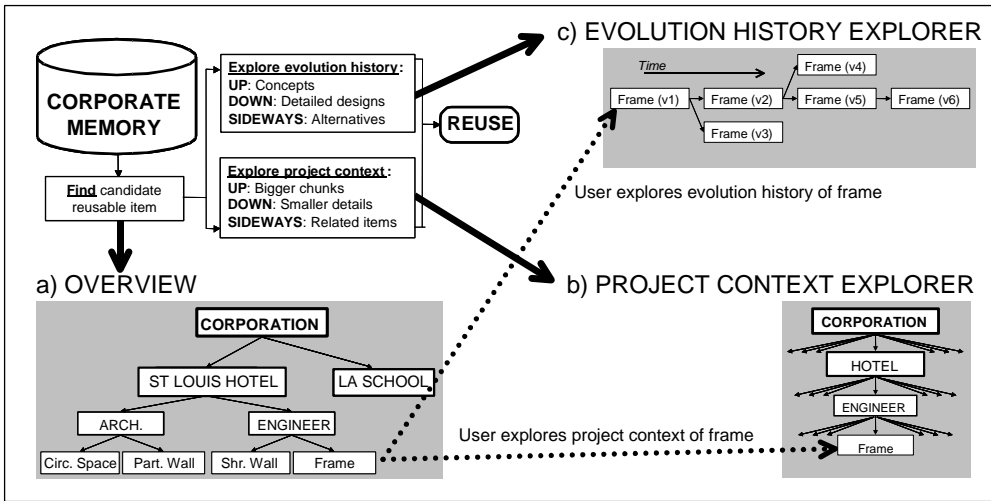 CORPORATE
MEMORY
Find candidate
reusable item
Explore evolution history:
UP: Concepts
DOWN: Detailed designs
SIDEWAYS: Alternatives
Explore project context:
UP: Bigger chunks
DOWN: Smaller details
SIDEWAYS: Related items
REUSE
c) EVOLUTION HISTORY EXPLORER
Time
Frame (v4)
Frame (v1)
Frame (v2)
Frame (v5)
Frame (v6)
Frame (v3)
User explores evolution history of frame
a) OVERVIEW
CORPORATION
ST LOUIS HOTEL
LA SCHOOL
ARCH.
ENGINEER
Circ. Space
Part. Wall
Shr. Wall
Frame
User explores project context of frame
b) PROJECT CONTEXT EXPLORER
CORPORATION
HOTEL
ENGINEER
Frame